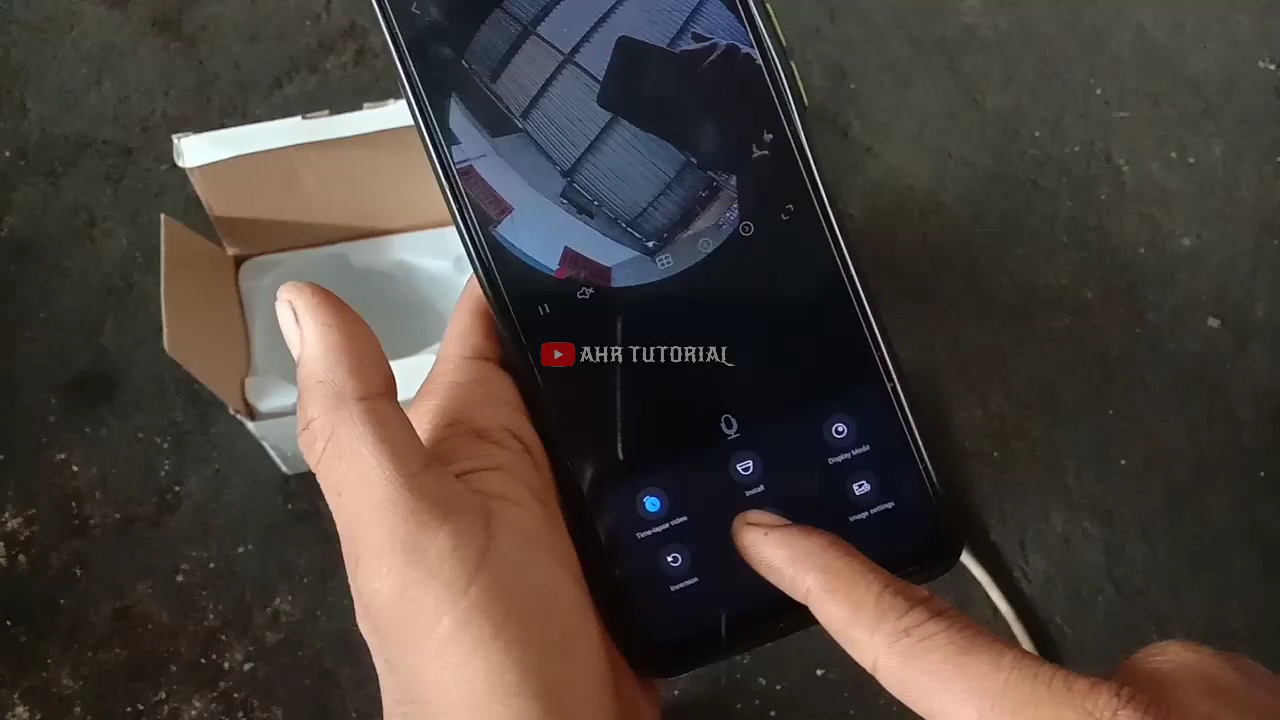 AHR TUTORIAL
Display Mode
Install
Time-lapse video
Image settings
Inversion